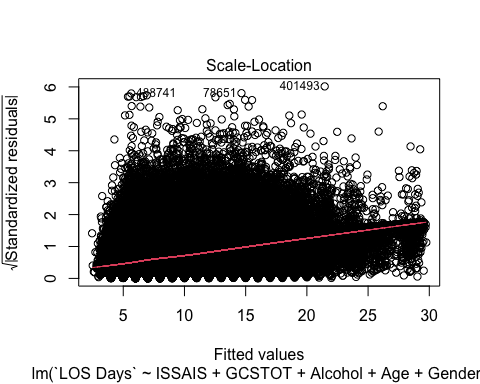 Scale-Location
√|Standardized residuals|
0 1 2 3 4 5 6
488741
78651
401493
5 10 15 20 25 30
Fitted values
lm(`LOS Days` ~ ISSAIS + GCSTOT + Alcohol + Age + Gender